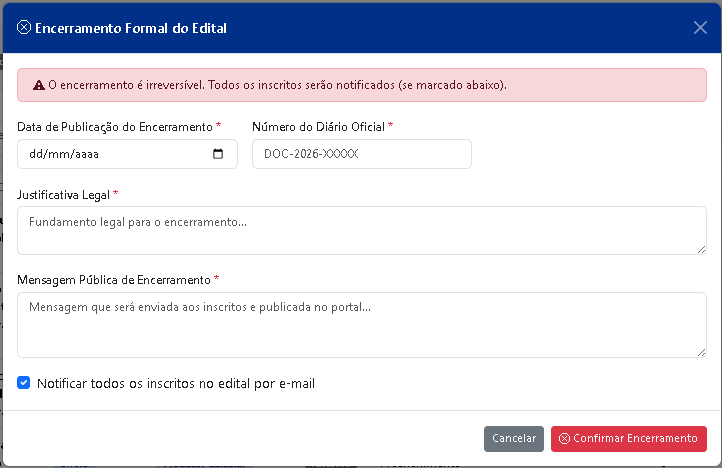 Encerramento Formal do Edital
O encerramento é irreversível. Todos os inscritos serão notificados (se marcado abaixo).
Data de Publicação do Encerramento * Número do Diário Oficial *
dd/mm/aaaa DOC-2026-XXXXX
Justificativa Legal *
Fundamento legal para o encerramento...
Mensagem Pública de Encerramento *
Mensagem que será enviada aos inscritos e publicada no portal...
Notificar todos os inscritos no edital por e-mail
Cancelar Confirmar Encerramento